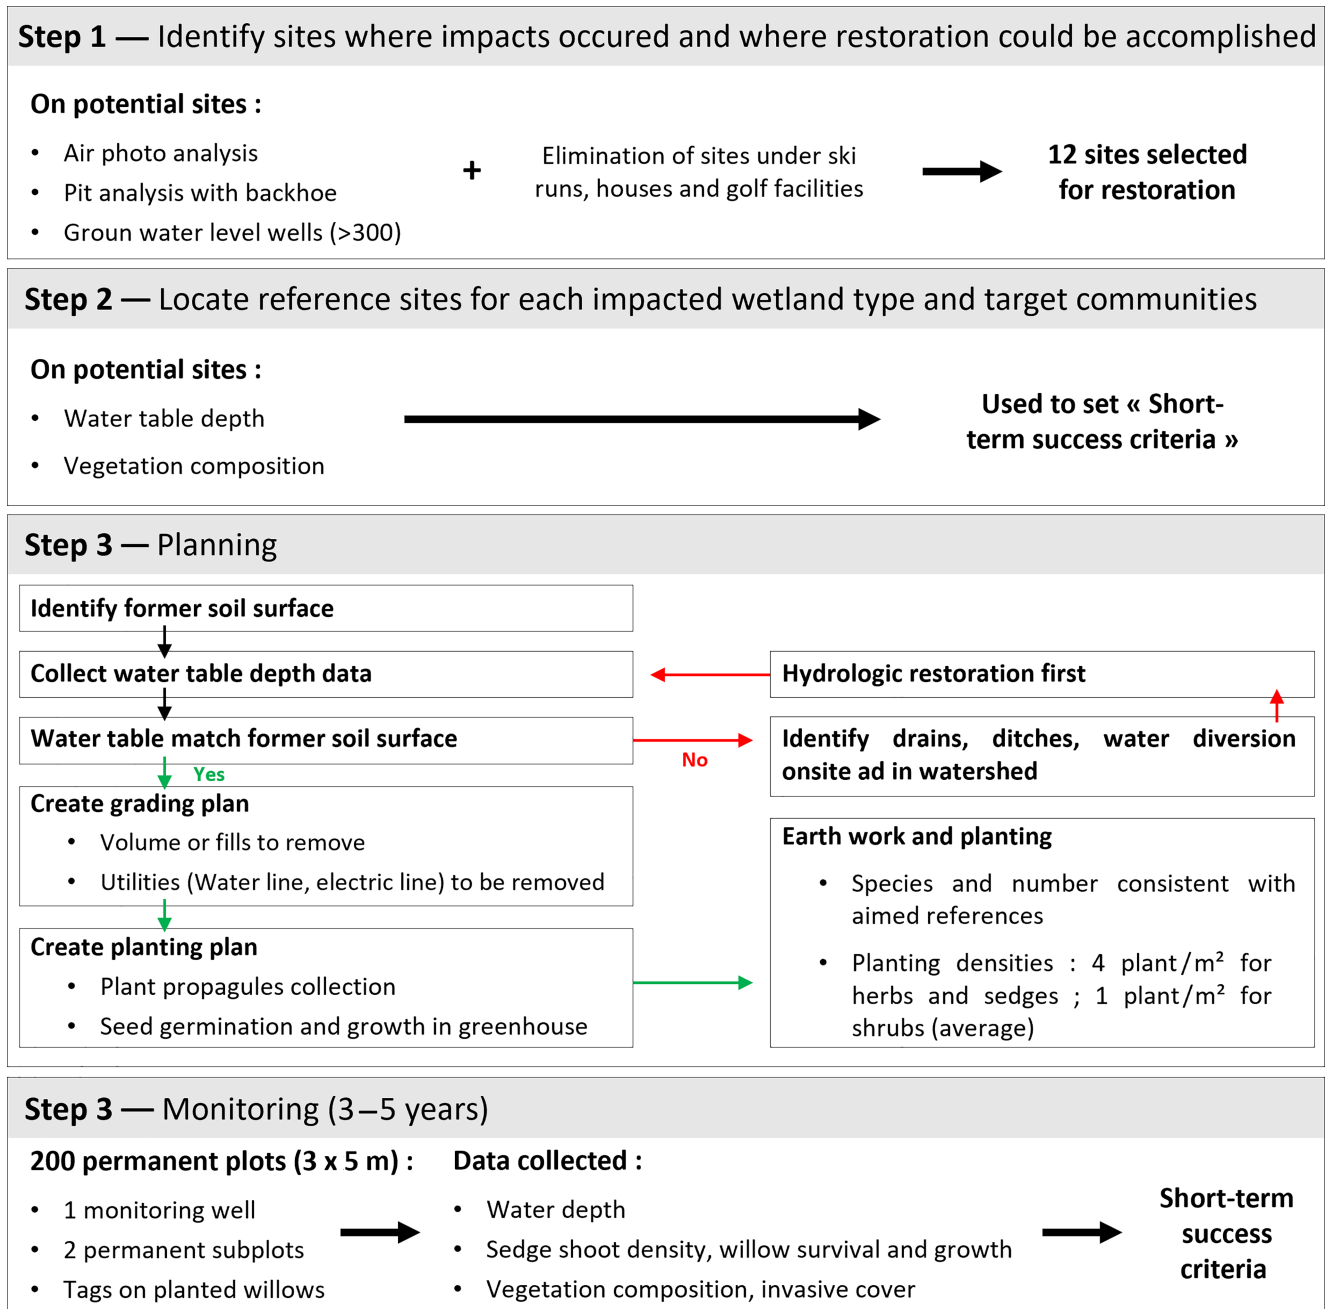 Step 1 — Identify sites where impacts occured and where restoration could be accomplished
On potential sites :
• Air photo analysis
• Pit analysis with backhoe
• Groun water level wells (>300)
+
Elimination of sites under ski
runs, houses and golf facilities
12 sites selected
for restoration
Step 2 — Locate reference sites for each impacted wetland type and target communities
On potential sites :
• Water table depth
• Vegetation composition
Used to set « Short-
term success criteria »
Step 3 — Planning
Identify former soil surface
Collect water table depth data
Water table match former soil surface
Yes
No
Create grading plan
• Volume or fills to remove
• Utilities (Water line, electric line) to be removed
Create planting plan
• Plant propagules collection
• Seed germination and growth in greenhouse
Hydrologic restoration first
Identify drains, ditches, water diversion
onsite ad in watershed
Earth work and planting
• Species and number consistent with
aimed references
• Planting densities : 4 plant/m² for
herbs and sedges ; 1 plant/m² for
shrubs (average)
Step 3 — Monitoring (3–5 years)
200 permanent plots (3 x 5 m) :
• 1 monitoring well
• 2 permanent subplots
• Tags on planted willows
Data collected :
• Water depth
• Sedge shoot density, willow survival and growth
• Vegetation composition, invasive cover
Short-term
success
criteria